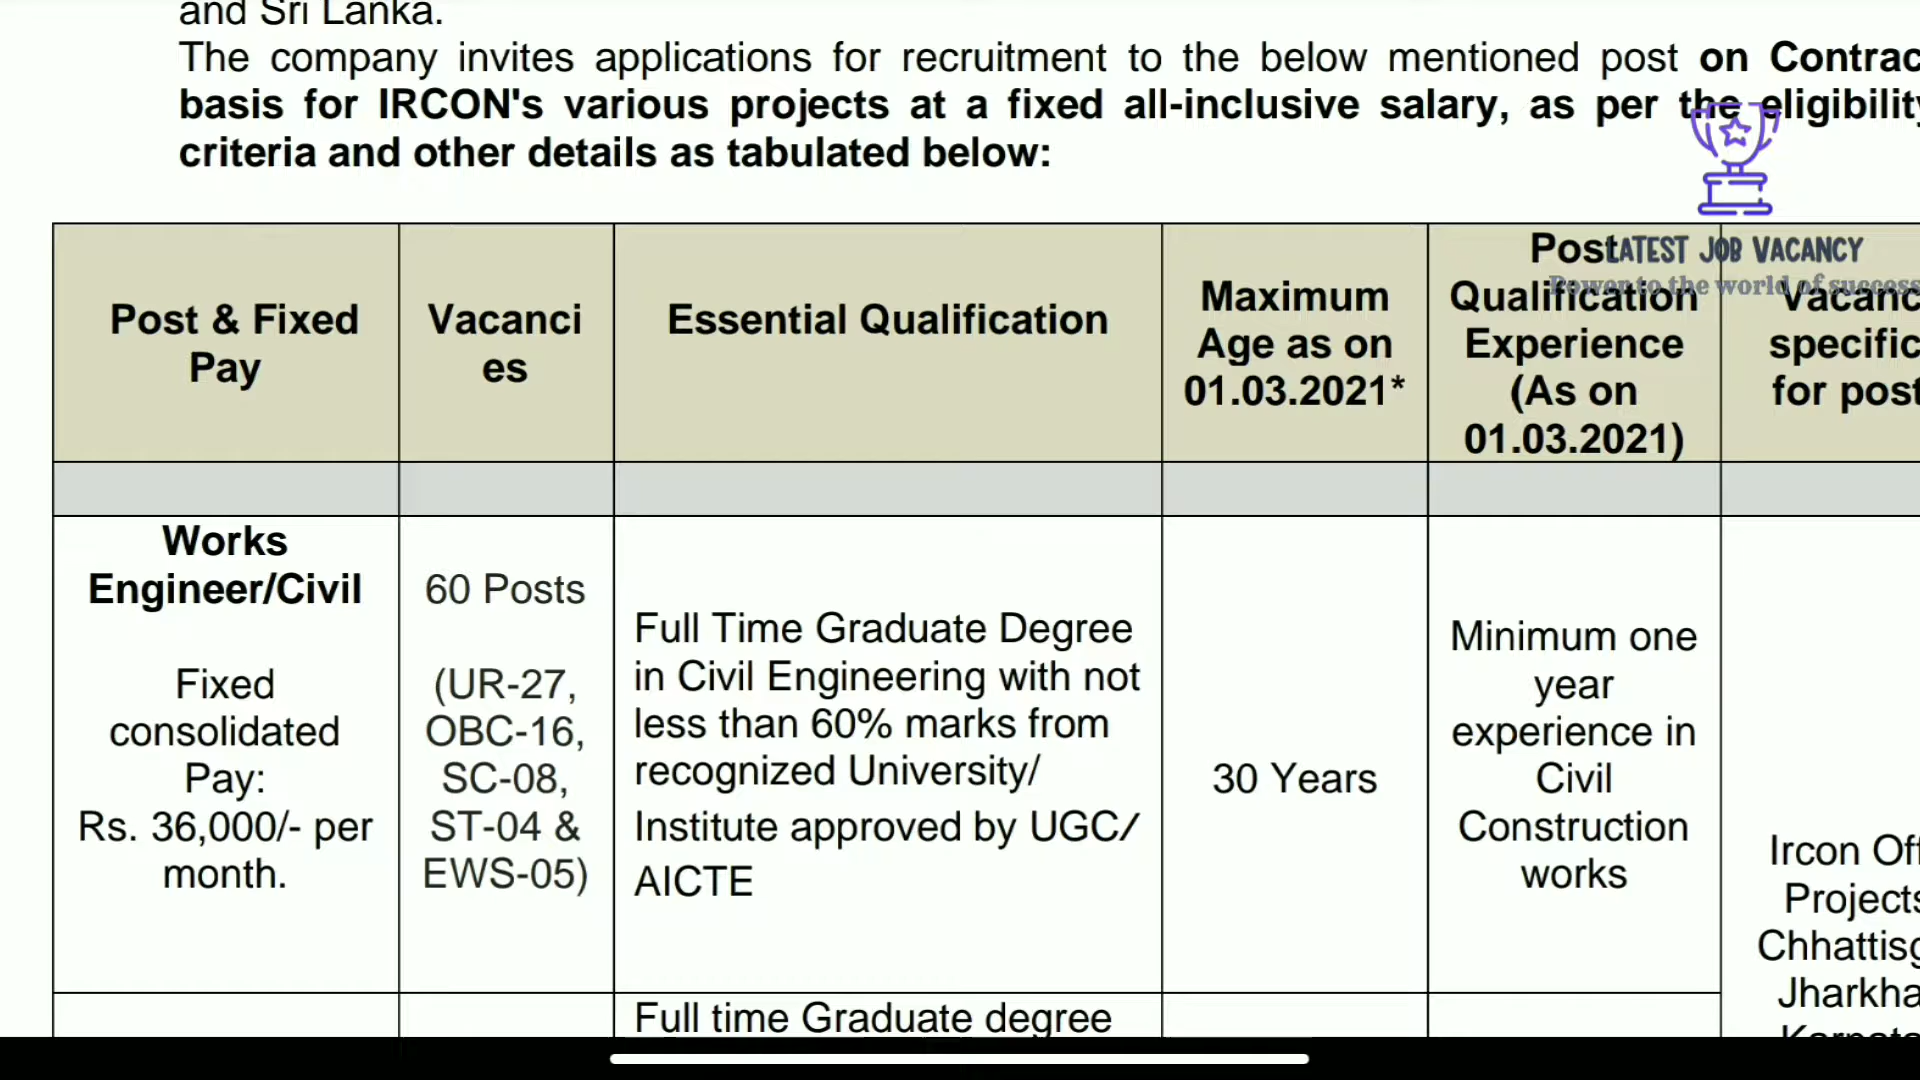 and Sri Lanka.
The company invites applications for recruitment to the below mentioned post on Contrac
basis for IRCON's various projects at a fixed all-inclusive salary, as per the eligibility
criteria and other details as tabulated below:
Post & Fixed
Pay
Vacanci
es
Essential Qualification
Maximum
Age as on
01.03.2021*
Post
Qualification
Experience
(As on
01.03.2021)
Vacanc
specific
for post
LATEST JOB VACANCY
Power to the world of success
Works
Engineer/Civil
Fixed
consolidated
Pay:
Rs. 36,000/- per
month.
60 Posts
(UR-27,
OBC-16,
SC-08,
ST-04 &
EWS-05)
Full Time Graduate Degree
in Civil Engineering with not
less than 60% marks from
recognized University/
Institute approved by UGC/
AICTE
30 Years
Minimum one
year
experience in
Civil
Construction
works
Ircon Off
Projects
Chhattisg
Jharkha
Full time Graduate degree